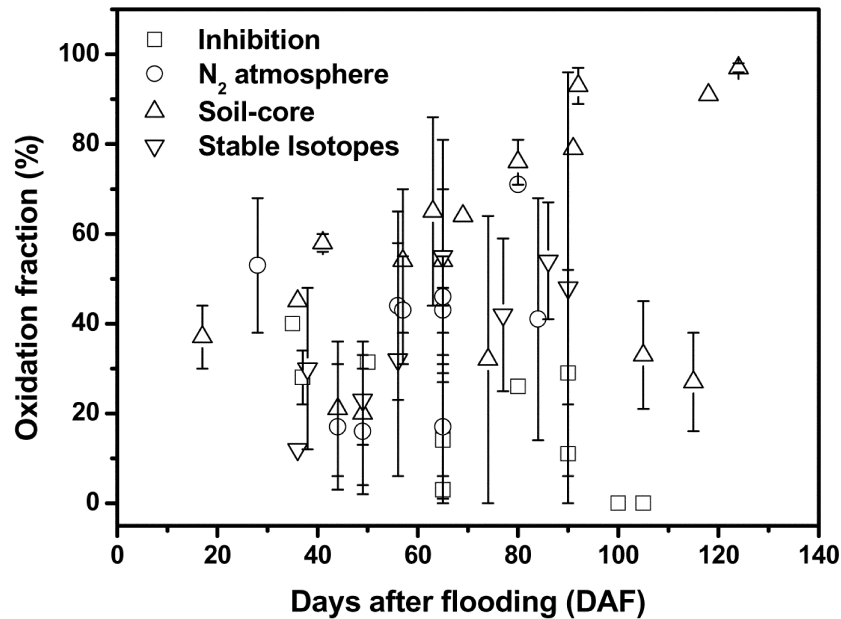 Inhibition
N₂ atmosphere
Soil-core
Stable Isotopes
100
80
60
40
20
0
Oxidation fraction (%)
0 20 40 60 80 100 120 140
Days after flooding (DAF)